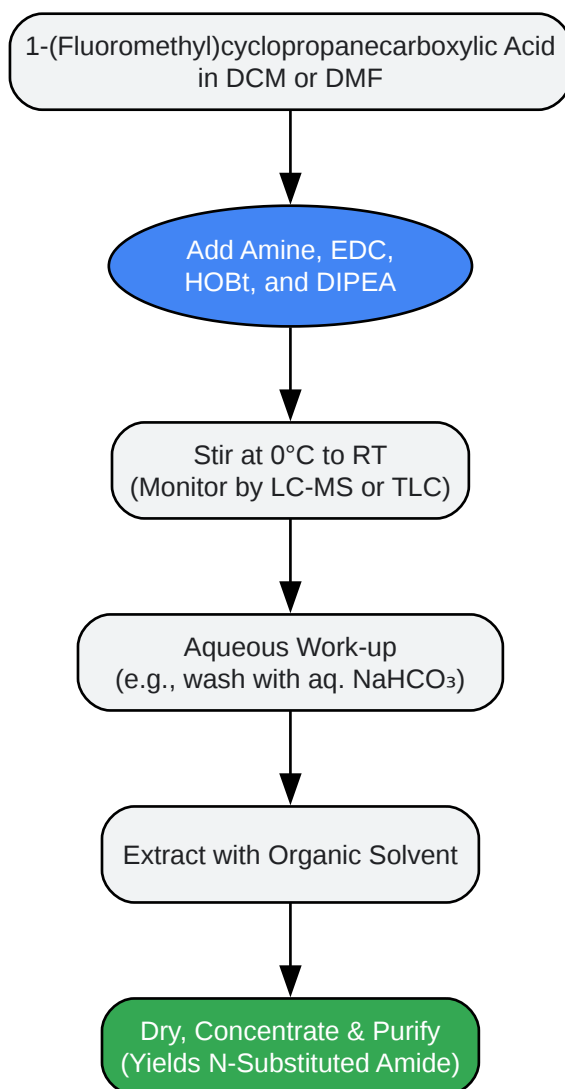 1-(Fluoromethyl)cyclopropanecarboxylic Acid
in DCM or DMF
Add Amine, EDC,
HOBt, and DIPEA
Stir at 0°C to RT
(Monitor by LC-MS or TLC)
Aqueous Work-up
(e.g., wash with aq. NaHCO₃)
Extract with Organic Solvent
Dry, Concentrate & Purify
(Yields N-Substituted Amide)